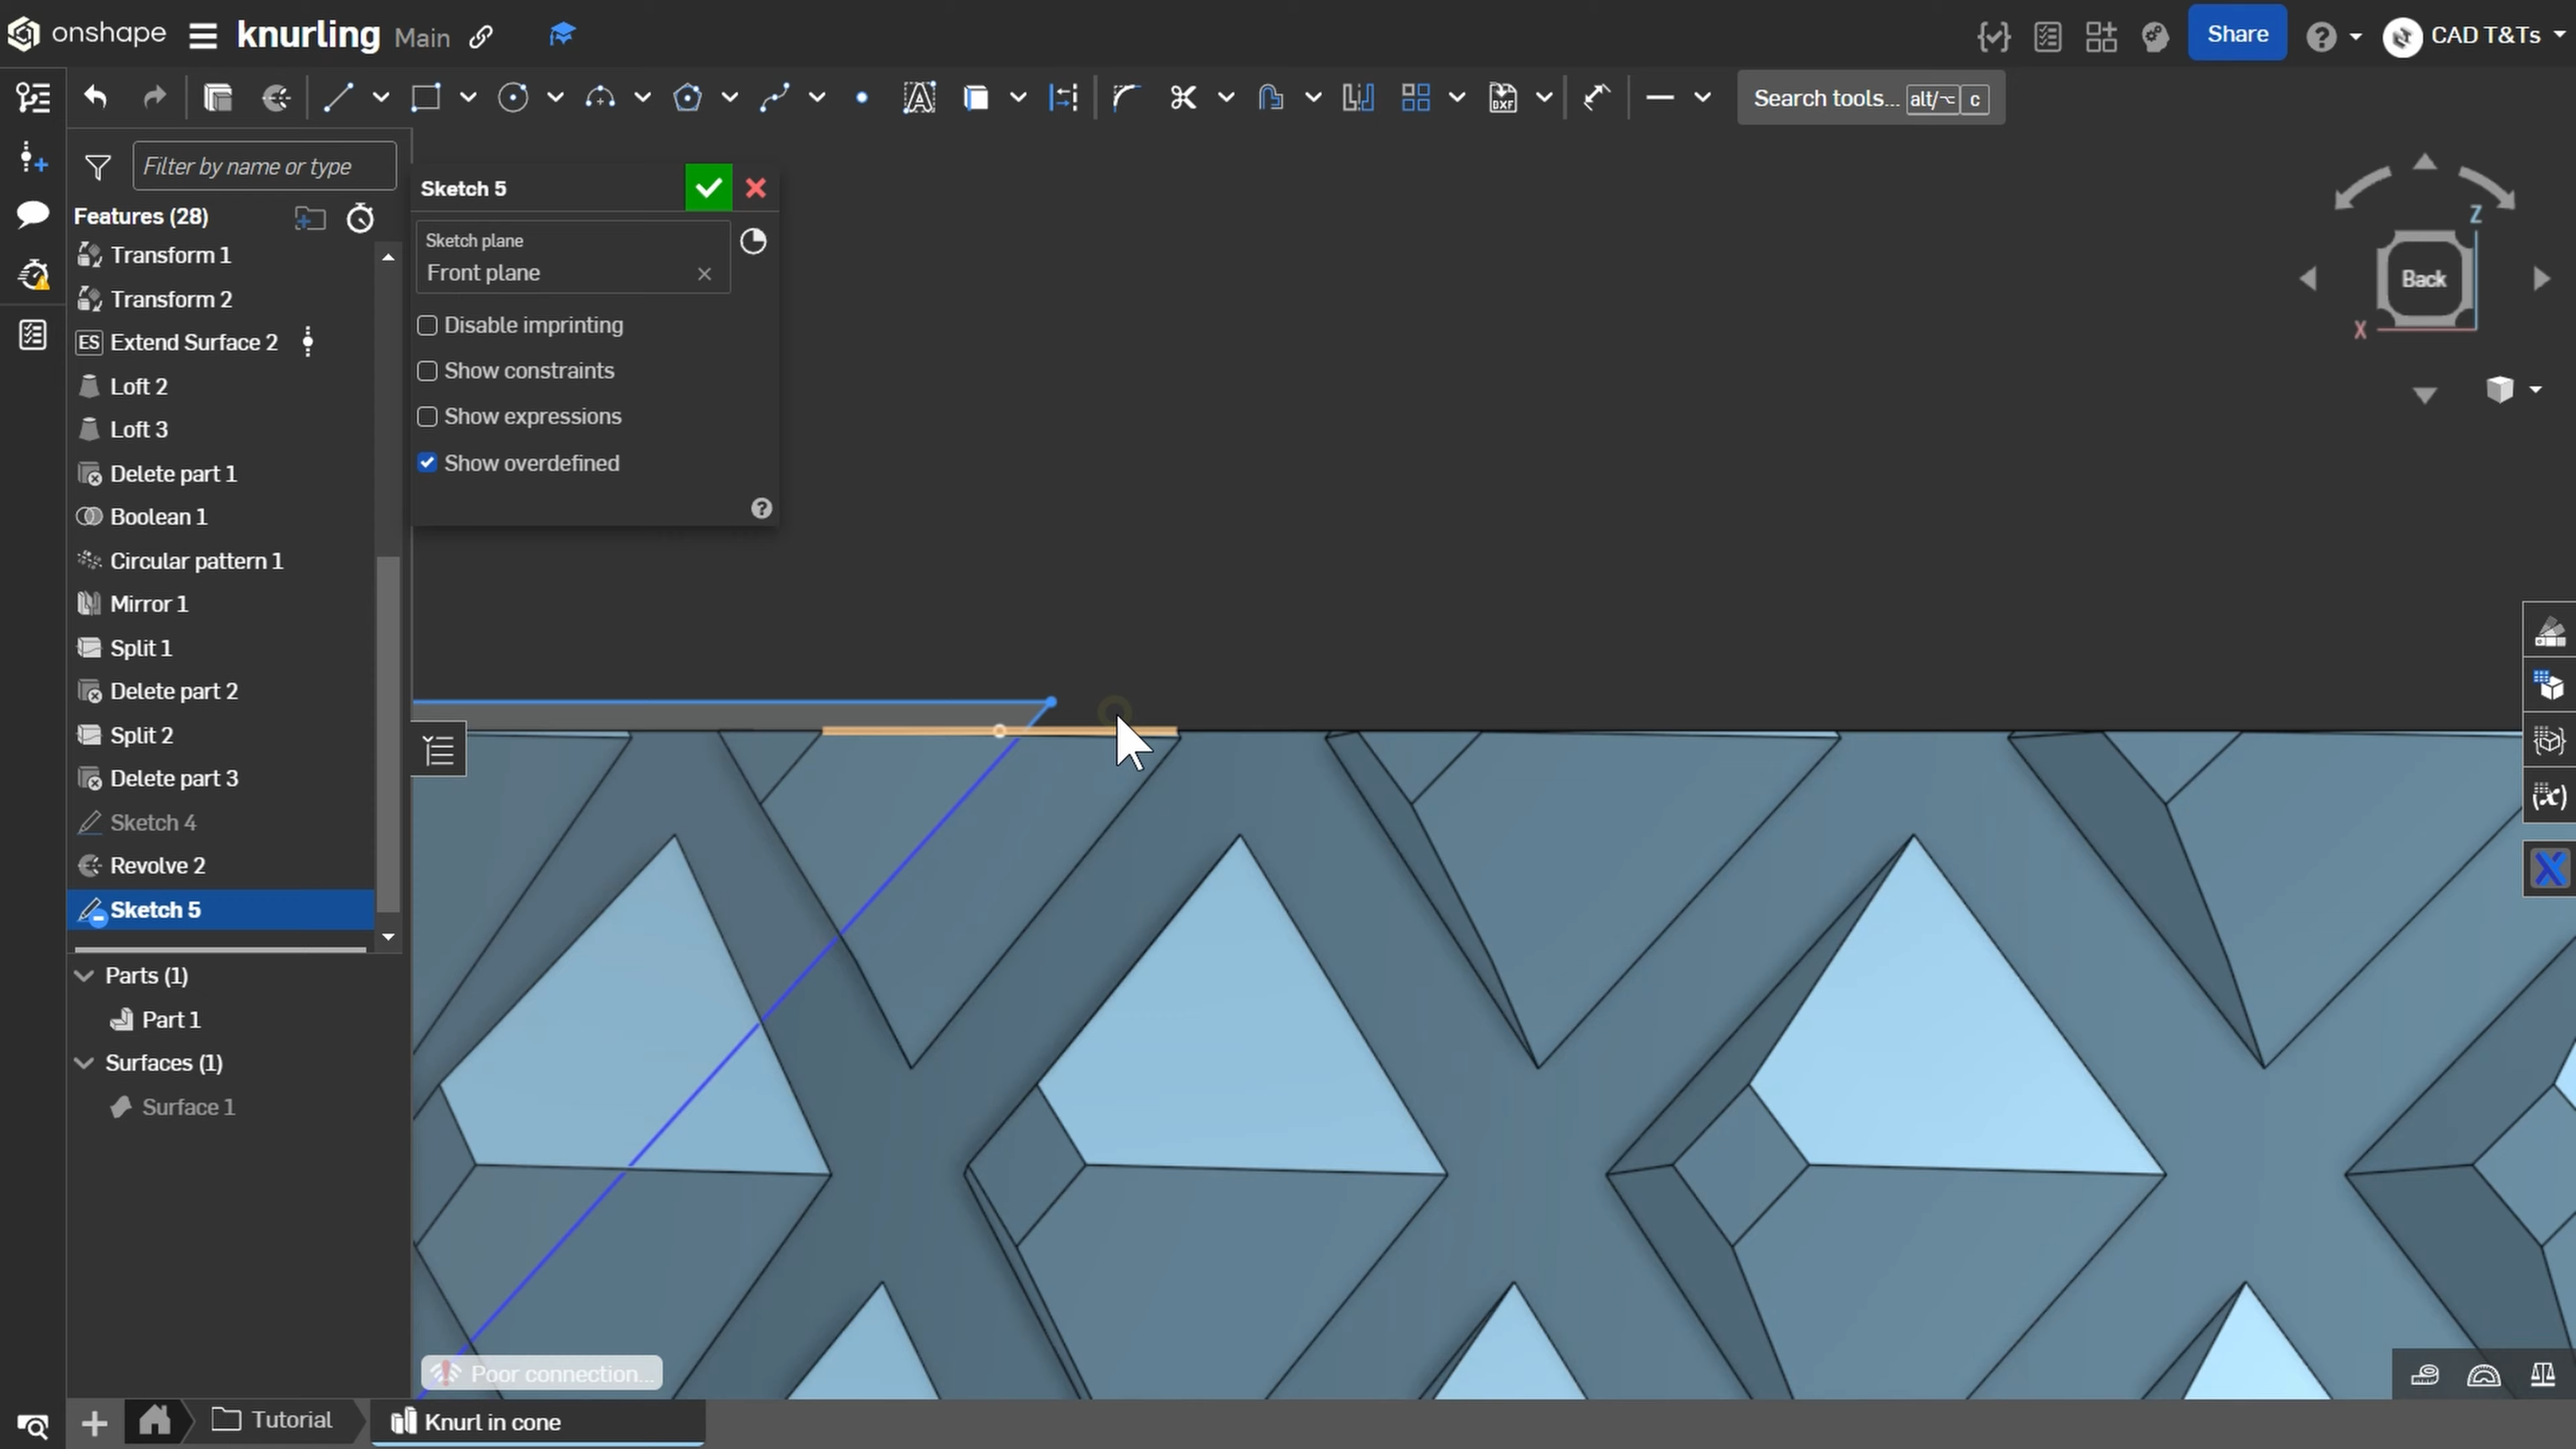 onshape
knurling Main
Share
CAD T&Ts
Search tools... alt/⌥ c
Filter by name or type
Features (28)
Transform 1
Transform 2
ES Extend Surface 2
Loft 2
Loft 3
Delete part 1
Boolean 1
Circular pattern 1
Mirror 1
Split 1
Delete part 2
Split 2
Delete part 3
Sketch 4
Revolve 2
Sketch 5
Parts (1)
Part 1
Surfaces (1)
Surface 1
Sketch 5
Sketch plane
Front plane
Disable imprinting
Show constraints
Show expressions
Show overdefined
Z
Back
X
DXF
(x)
X
Poor connection...
Tutorial
Knurl in cone